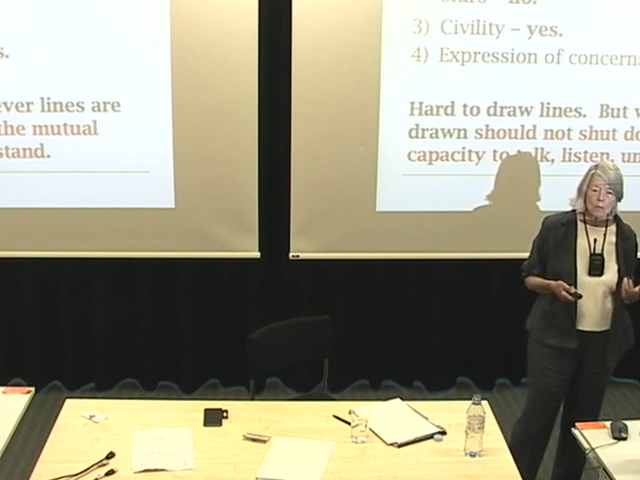 s.
ever lines are
the mutual
stand.
3) Civility – yes.
4) Expression of concerns
Hard to draw lines. But w
drawn should not shut do
capacity to talk, listen, un